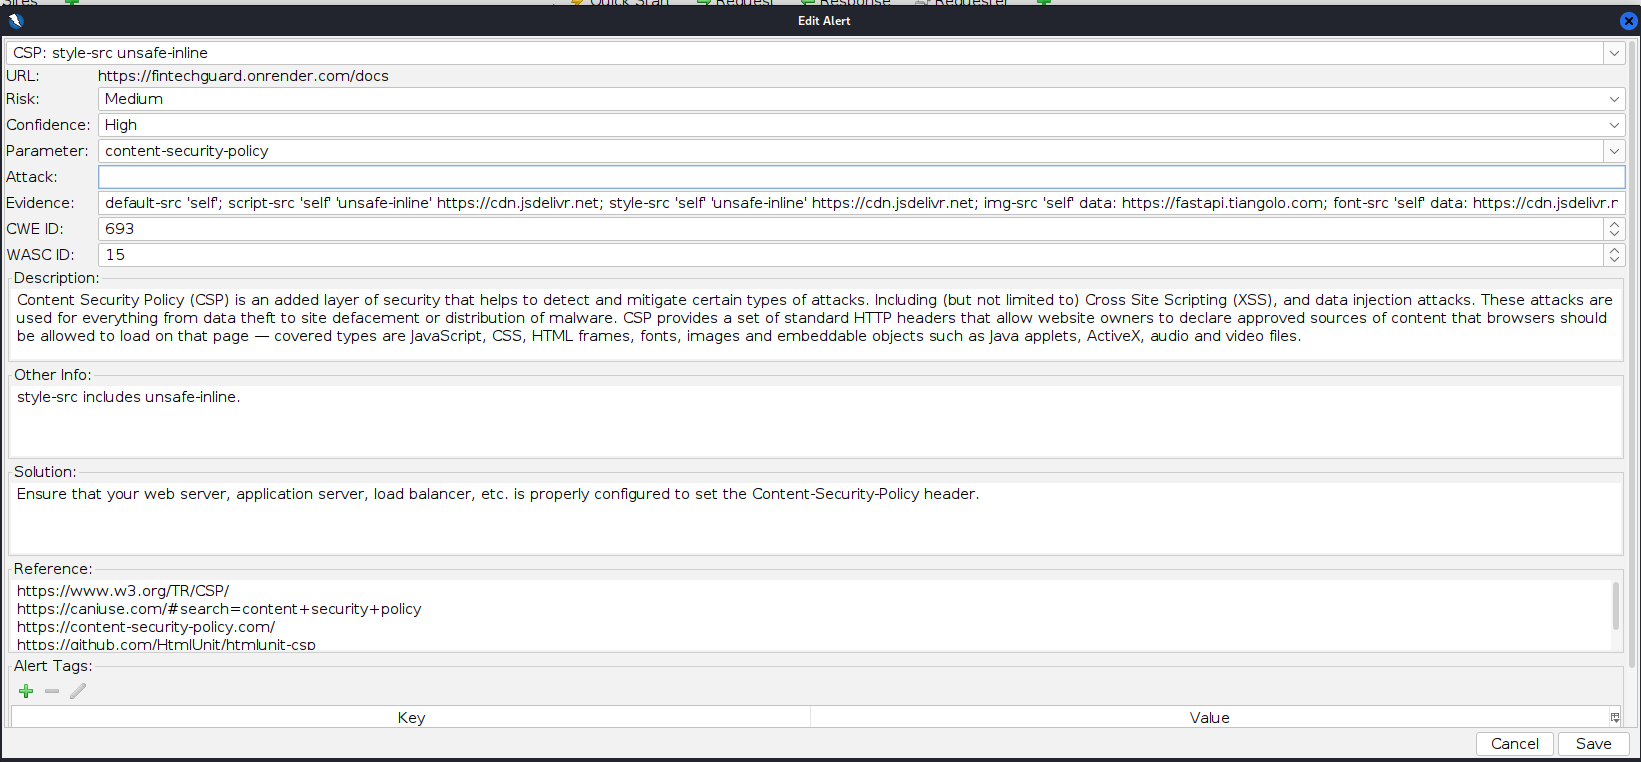 Sites Quick Start Request Response Requester
Edit Alert
CSP: style-src unsafe-inline
URL: https://fintechguard.onrender.com/docs
Risk: Medium
Confidence: High
Parameter: content-security-policy
Attack:
Evidence: default-src 'self'; script-src 'self' 'unsafe-inline' https://cdn.jsdelivr.net; style-src 'self' 'unsafe-inline' https://cdn.jsdelivr.net; img-src 'self' data: https://fastapi.tiangolo.com; font-src 'self' data: https://cdn.jsdelivr.n
CWE ID: 693
WASC ID: 15
Description:
Content Security Policy (CSP) is an added layer of security that helps to detect and mitigate certain types of attacks. Including (but not limited to) Cross Site Scripting (XSS), and data injection attacks. These attacks are
used for everything from data theft to site defacement or distribution of malware. CSP provides a set of standard HTTP headers that allow website owners to declare approved sources of content that browsers should
be allowed to load on that page — covered types are JavaScript, CSS, HTML frames, fonts, images and embeddable objects such as Java applets, ActiveX, audio and video files.
Other Info:
style-src includes unsafe-inline.
Solution:
Ensure that your web server, application server, load balancer, etc. is properly configured to set the Content-Security-Policy header.
Reference:
https://www.w3.org/TR/CSP/
https://caniuse.com/#search=content+security+policy
https://content-security-policy.com/
https://github.com/HtmlUnit/htmlunit-csp
Alert Tags:
Key Value
Cancel Save